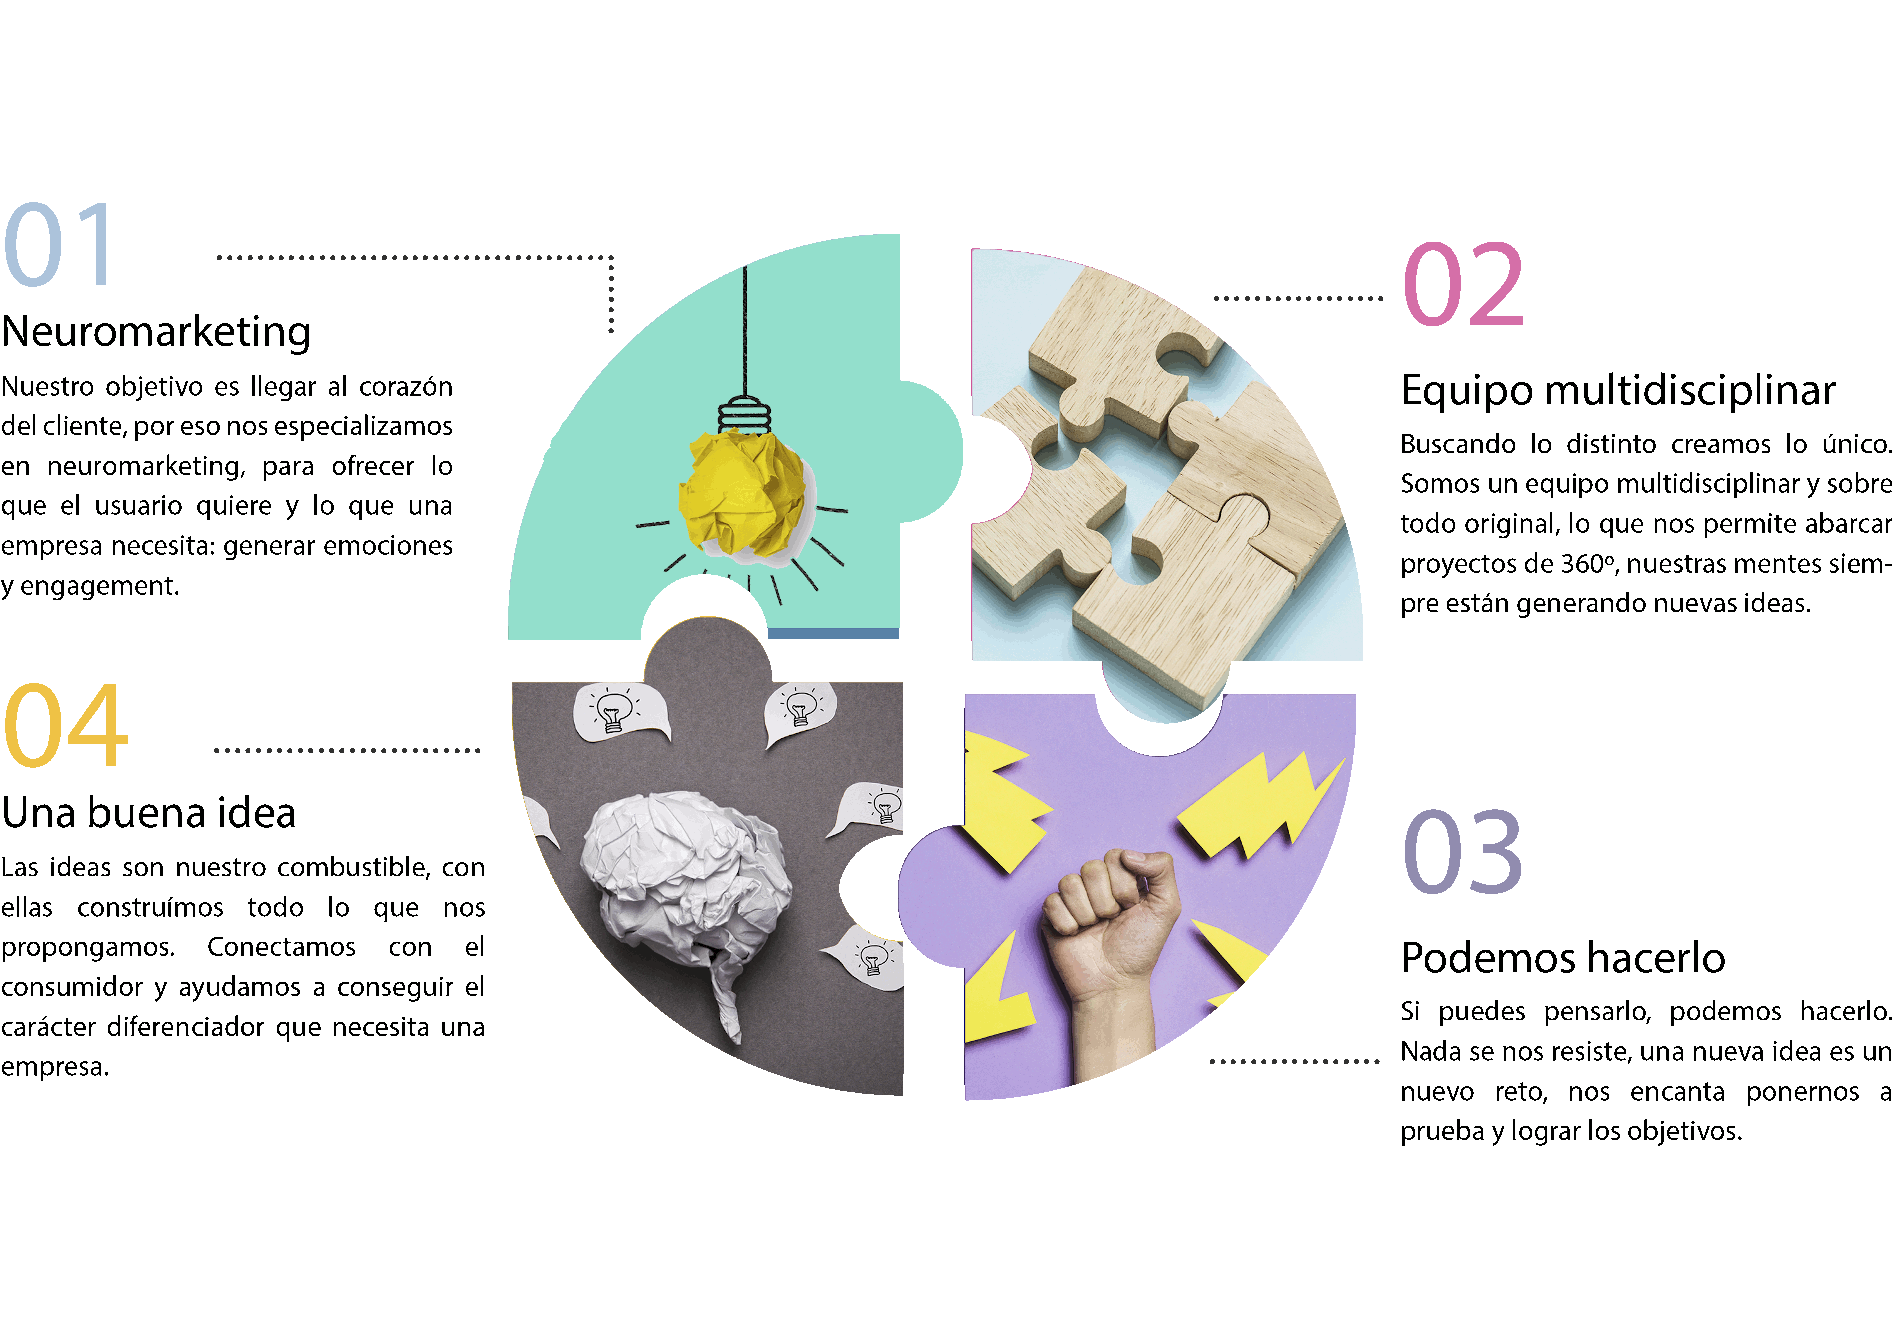 01
Neuromarketing
Nuestro objetivo es llegar al corazón
del cliente, por eso nos especializamos
en neuromarketing, para ofrecer lo
que el usuario quiere y lo que una
empresa necesita: generar emociones
y engagement.
02
Equipo multidisciplinar
Buscando lo distinto creamos lo único.
Somos un equipo multidisciplinar y sobre
todo original, lo que nos permite abarcar
proyectos de 360º, nuestras mentes siem-
pre están generando nuevas ideas.
03
Podemos hacerlo
Si puedes pensarlo, podemos hacerlo.
Nada se nos resiste, una nueva idea es un
nuevo reto, nos encanta ponernos a
prueba y lograr los objetivos.
04
Una buena idea
Las ideas son nuestro combustible, con
ellas construímos todo lo que nos
propongamos. Conectamos con el
consumidor y ayudamos a conseguir el
carácter diferenciador que necesita una
empresa.